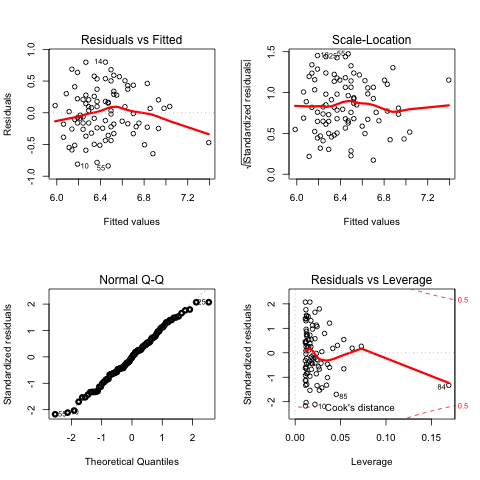 Residuals vs Fitted
Residuals
-1.0 -0.5 0.0 0.5 1.0
14
10
55
6.0 6.4 6.8 7.2
Fitted values
Scale-Location
√|Standardized residuals|
0.0 0.5 1.0 1.5
55
6.0 6.4 6.8 7.2
Fitted values
Normal Q-Q
Standardized residuals
-2 -1 0 1 2
-2 -1 0 1 2
Theoretical Quantiles
Residuals vs Leverage
Standardized residuals
-2 -1 0 1 2
0.5
0.5
84
85
10
Cook's distance
0.00 0.05 0.10 0.15
Leverage